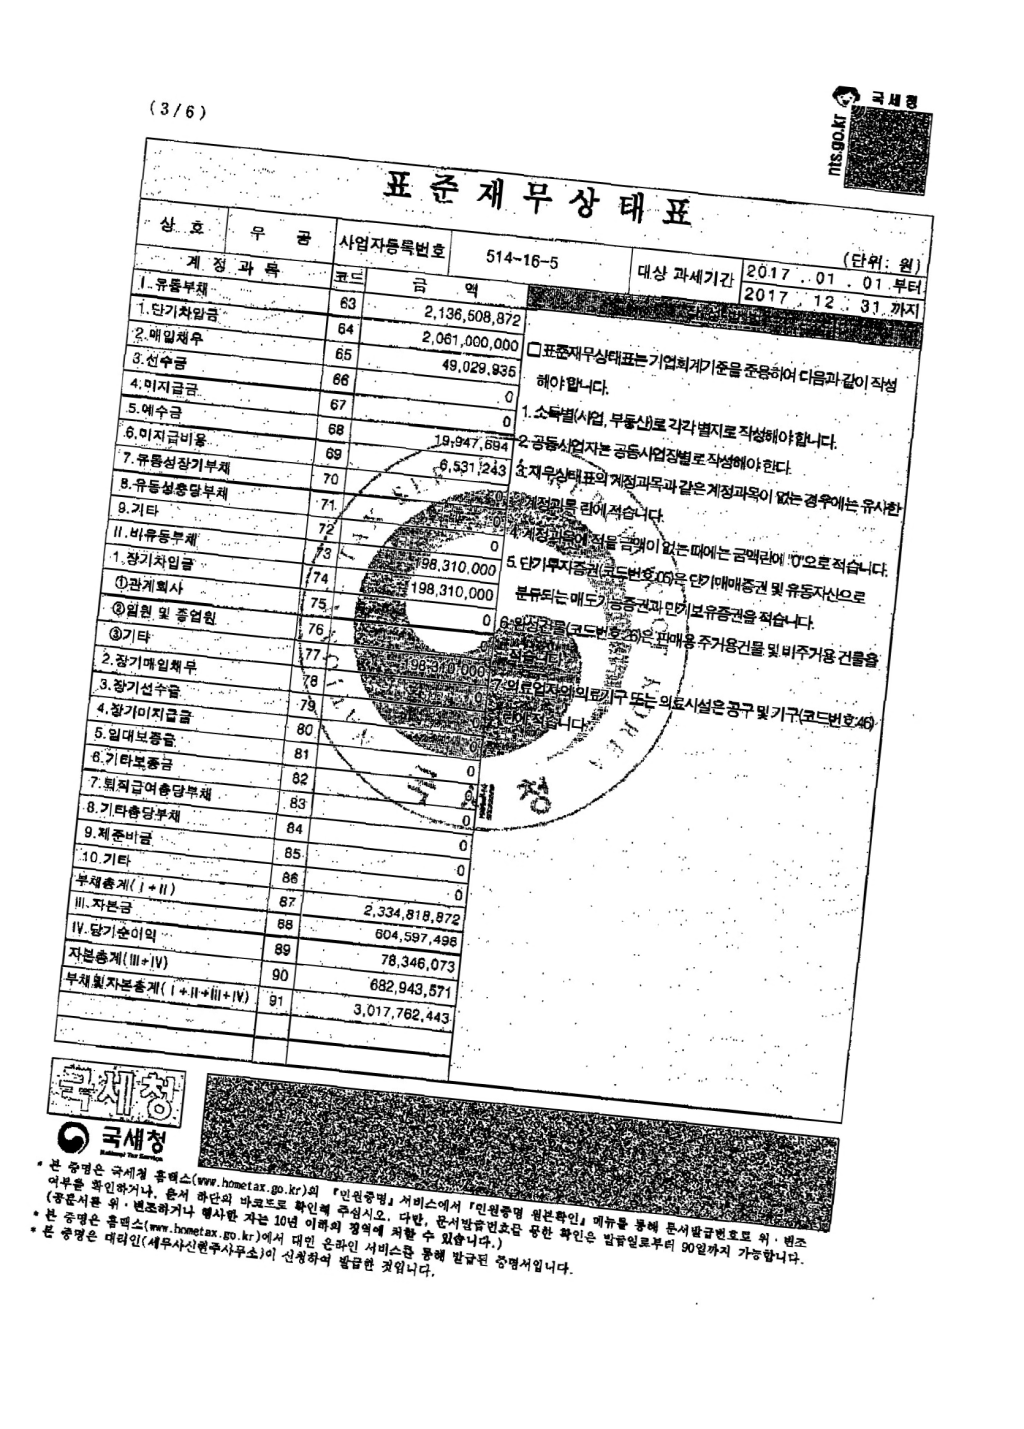 ( 3 / 6 )
국세청
nts.go.kr
표 준 재 무 상 태 표
(단위: 원)
상 호 사업자등록번호 514-16-5 대상 과세기간 2017 . 01 . 01 부터
2017 . 12 . 31 까지
계 정 과 목 코드 금 액
I. 유동부채 63 2,136,508,872
1.단기차입금 64 2,061,000,000
2.매입채무 65 49,029,935
3.선수금 66 0
4.미지급금 67 0
5.예수금 68 19,947,694
6.미지급비용 69 6,531,243
7.유동성장기부채 70 0
8.유동성충당부채 71 0
9.기타 72 0
II.비유동부채 73 198,310,000
1.장기차입금 74 198,310,000
①관계회사 75 0
②임원 및 종업원 76
③기타 77 198,310,000
2.장기매입채무 78 0
3.장기선수금 79 0
4.장기미지급금 80 0
5.임대보증금 81 0
6.기타보증금 82 0
7.퇴직급여충당부채 83 0
8.기타충당부채 84 0
9.제준비금 85 0
10.기타 86 0
부채총계( I + II ) 87 2,334,818,872
III.자본금 88 604,597,498
IV.당기순이익 89 78,346,073
자본총계(III+IV) 90 682,943,571
부채및자본총계( I + II+III+IV) 91 3,017,762,443
□ 표준재무상태표는 기업회계기준을 준용하여 다음과 같이 작성
해야 합니다.
1. 소득별(사업, 부동산)로 각각 별지로 작성해야 합니다.
2. 공동사업자는 공동사업장별로 작성해야 한다.
3. 재무상태표의 계정과목과 같은 계정과목이 없는 경우에는 유사한
계정과목 란에 적습니다.
4. 계정과목에 적을 금액이 없는 때에는 금액란에 "0"으로 적습니다.
5. 단기투자증권(코드번호:05)은 단기매매증권 및 유동자산으로
분류되는 매도가능증권과 만기보유증권을 적습니다.
6. 완성건물(코드번호:26)은 판매용 주거용건물 및 비주거용 건물을
적습니다.
7. 의료업자의 의료기구 또는 의료시설은 공구 및 기구(코드번호:46)
란에 적습니다.
국 세 청
국세청
국세청
National Tax Service
* 본 증명은 국세청 홈택스(www.hometax.go.kr)의 『민원증명』 서비스에서 『민원증명 원본확인』 메뉴를 통해 문서발급번호로 위·변조
여부를 확인하거나, 문서 하단의 바코드로 확인해 주십시오. 다만, 문서발급번호를 통한 확인은 발급일로부터 90일까지 가능합니다.
(공문서를 위·변조하거나 행사한 자는 10년 이하의 징역에 처할 수 있습니다.)
* 본 증명은 홈택스(www.hometax.go.kr)에서 대민 온라인 서비스를 통해 발급된 증명서입니다.
* 본 증명은 대리인(세무사신현주사무소)이 신청하여 발급한 것입니다.